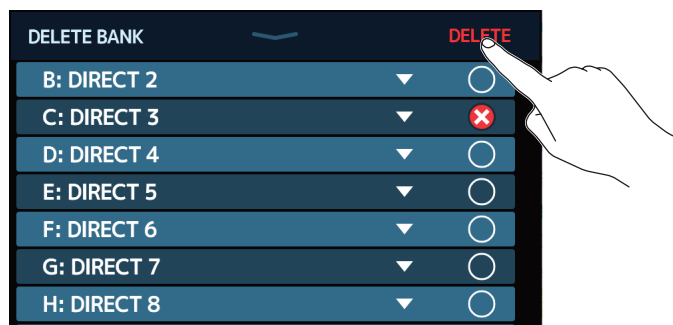 DELETE BANK DELETE
B: DIRECT 2
C: DIRECT 3
D: DIRECT 4
E: DIRECT 5
F: DIRECT 6
G: DIRECT 7
H: DIRECT 8